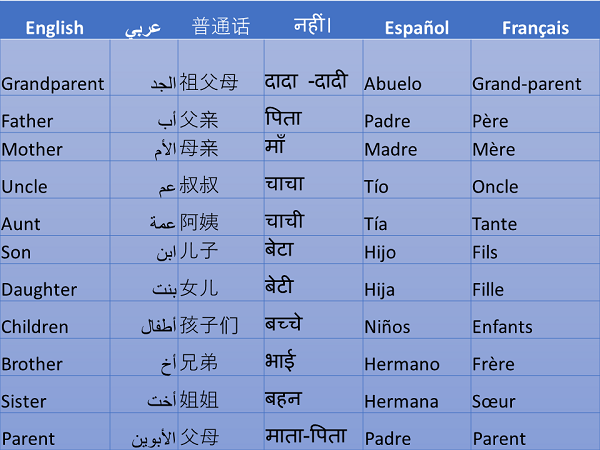 English عربي 普通话 नहीं। Español Français
Grandparent الجد 祖父母 दादा -दादी Abuelo Grand-parent
Father أب 父亲 पिता Padre Père
Mother الأم 母亲 माँ Madre Mère
Uncle عم 叔叔 चाचा Tío Oncle
Aunt عمة 阿姨 चाची Tía Tante
Son ابن 儿子 बेटा Hijo Fils
Daughter بنت 女儿 बेटी Hija Fille
Children أطفال 孩子们 बच्चे Niños Enfants
Brother أخ 兄弟 भाई Hermano Frère
Sister أخت 姐姐 बहन Hermana Sœur
Parent الأبوين 父母 माता-पिता Padre Parent